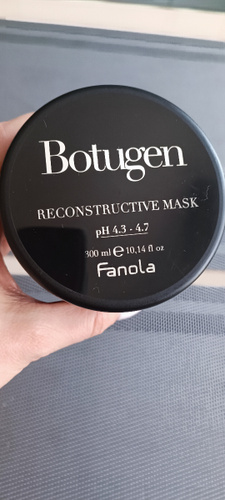 Botugen
RECONSTRUCTIVE MASK
pH 4.3 - 4.7
300 ml ℮ 10.14 fl oz
Fanola